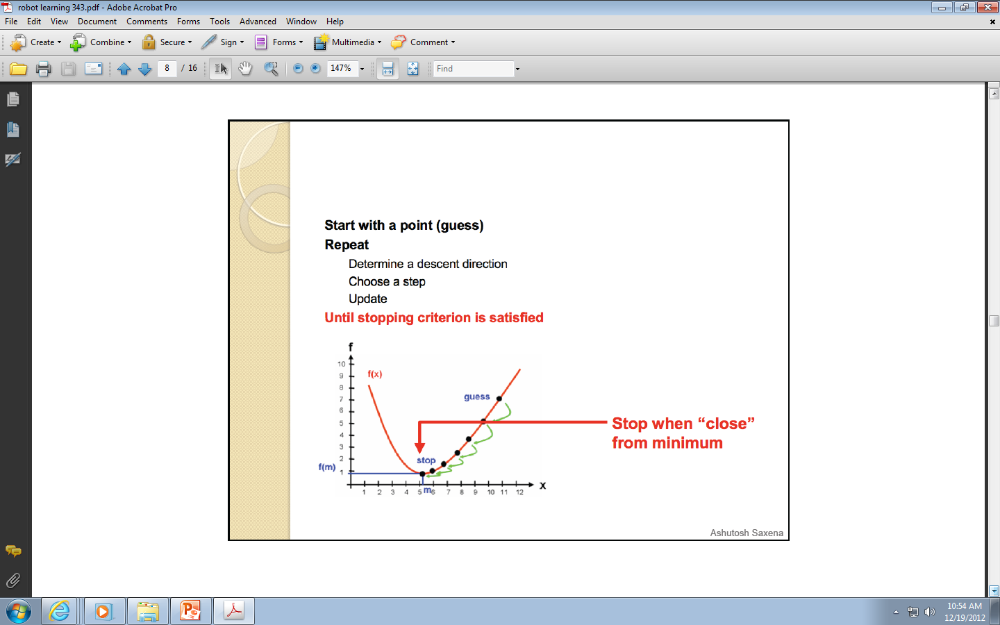 robot learning 343.pdf - Adobe Acrobat Pro
File Edit View Document Comments Forms Tools Advanced Window Help
Create Combine Secure Sign Forms Multimedia Comment
8 / 16 147% Find
Start with a point (guess)
Repeat
Determine a descent direction
Choose a step
Update
Until stopping criterion is satisfied
f
10
9
8
7
6
5
4
3
2
1
f(x)
guess
Stop when “close”
from minimum
stop
f(m)
x
1 2 3 4 5 m 6 7 8 9 10 11 12
Ashutosh Saxena
10:54 AM
12/19/2012